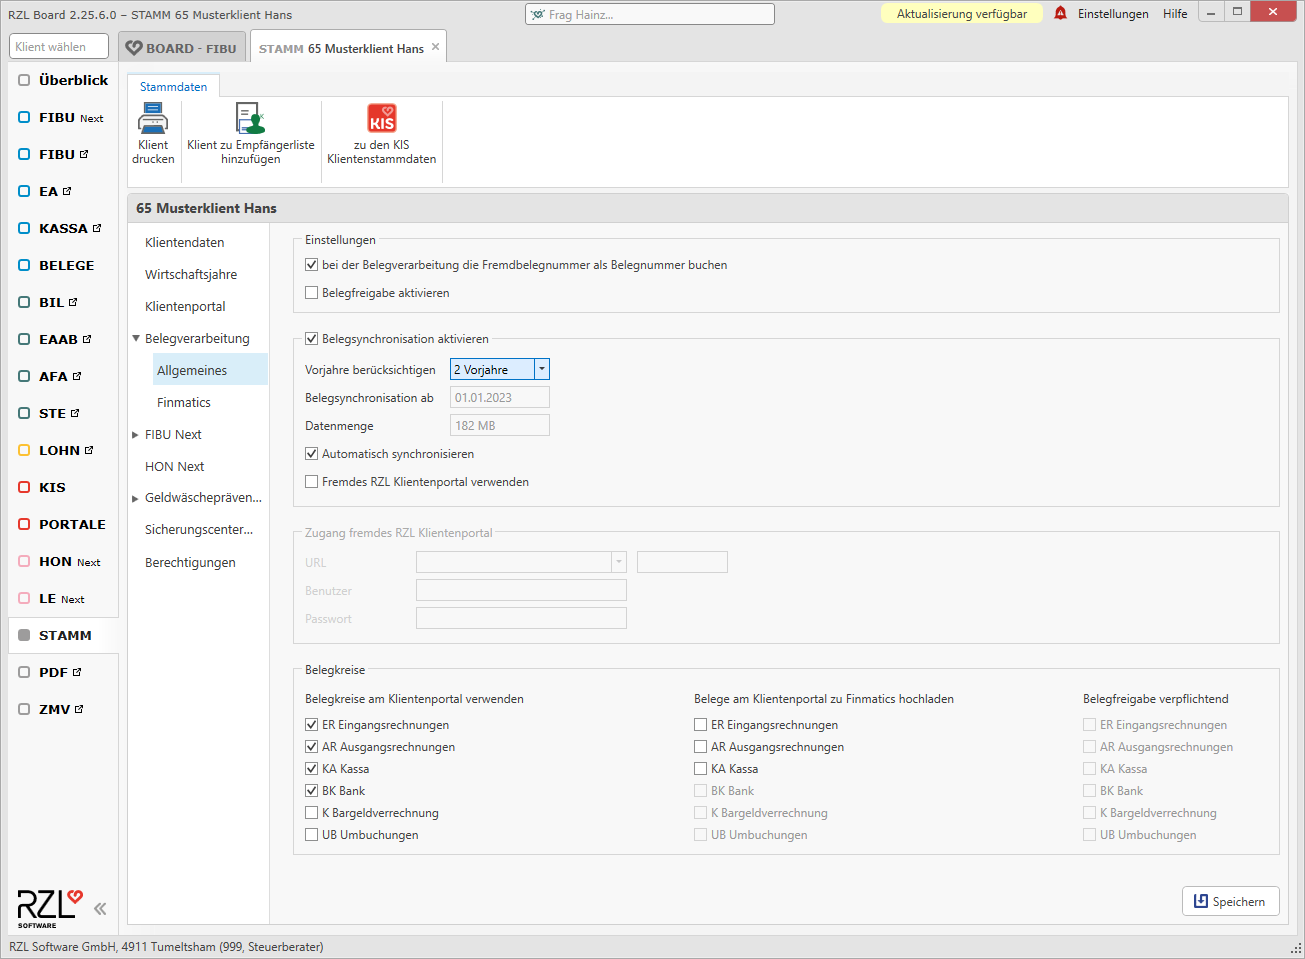 RZL Board 2.25.6.0 – STAMM 65 Musterklient Hans
Frag Hainz...
Aktualisierung verfügbar
Einstellungen
Hilfe
Klient wählen
BOARD - FIBU
STAMM 65 Musterklient Hans
Überblick
FIBU Next
FIBU
EA
KASSA
BELEGE
BIL
EAAB
AFA
STE
LOHN
KIS
PORTALE
HON Next
LE Next
STAMM
PDF
ZMV
RZL
SOFTWARE
Stammdaten
Klient
drucken
Klient zu Empfängerliste
hinzufügen
KIS
zu den KIS
Klientenstammdaten
65 Musterklient Hans
Klientendaten
Wirtschaftsjahre
Klientenportal
Belegverarbeitung
Allgemeines
Finmatics
FIBU Next
HON Next
Geldwäschepräven...
Sicherungscenter...
Berechtigungen
Einstellungen
bei der Belegverarbeitung die Fremdbelegnummer als Belegnummer buchen
Belegfreigabe aktivieren
Belegsynchronisation aktivieren
Vorjahre berücksichtigen 2 Vorjahre
Belegsynchronisation ab 01.01.2023
Datenmenge 182 MB
Automatisch synchronisieren
Fremdes RZL Klientenportal verwenden
Zugang fremdes RZL Klientenportal
URL
Benutzer
Passwort
Belegkreise
Belegkreise am Klientenportal verwenden
ER Eingangsrechnungen
AR Ausgangsrechnungen
KA Kassa
BK Bank
K Bargeldverrechnung
UB Umbuchungen
Belege am Klientenportal zu Finmatics hochladen
ER Eingangsrechnungen
AR Ausgangsrechnungen
KA Kassa
BK Bank
K Bargeldverrechnung
UB Umbuchungen
Belegfreigabe verpflichtend
ER Eingangsrechnungen
AR Ausgangsrechnungen
KA Kassa
BK Bank
K Bargeldverrechnung
UB Umbuchungen
Speichern
RZL Software GmbH, 4911 Tumeltsham (999, Steuerberater)